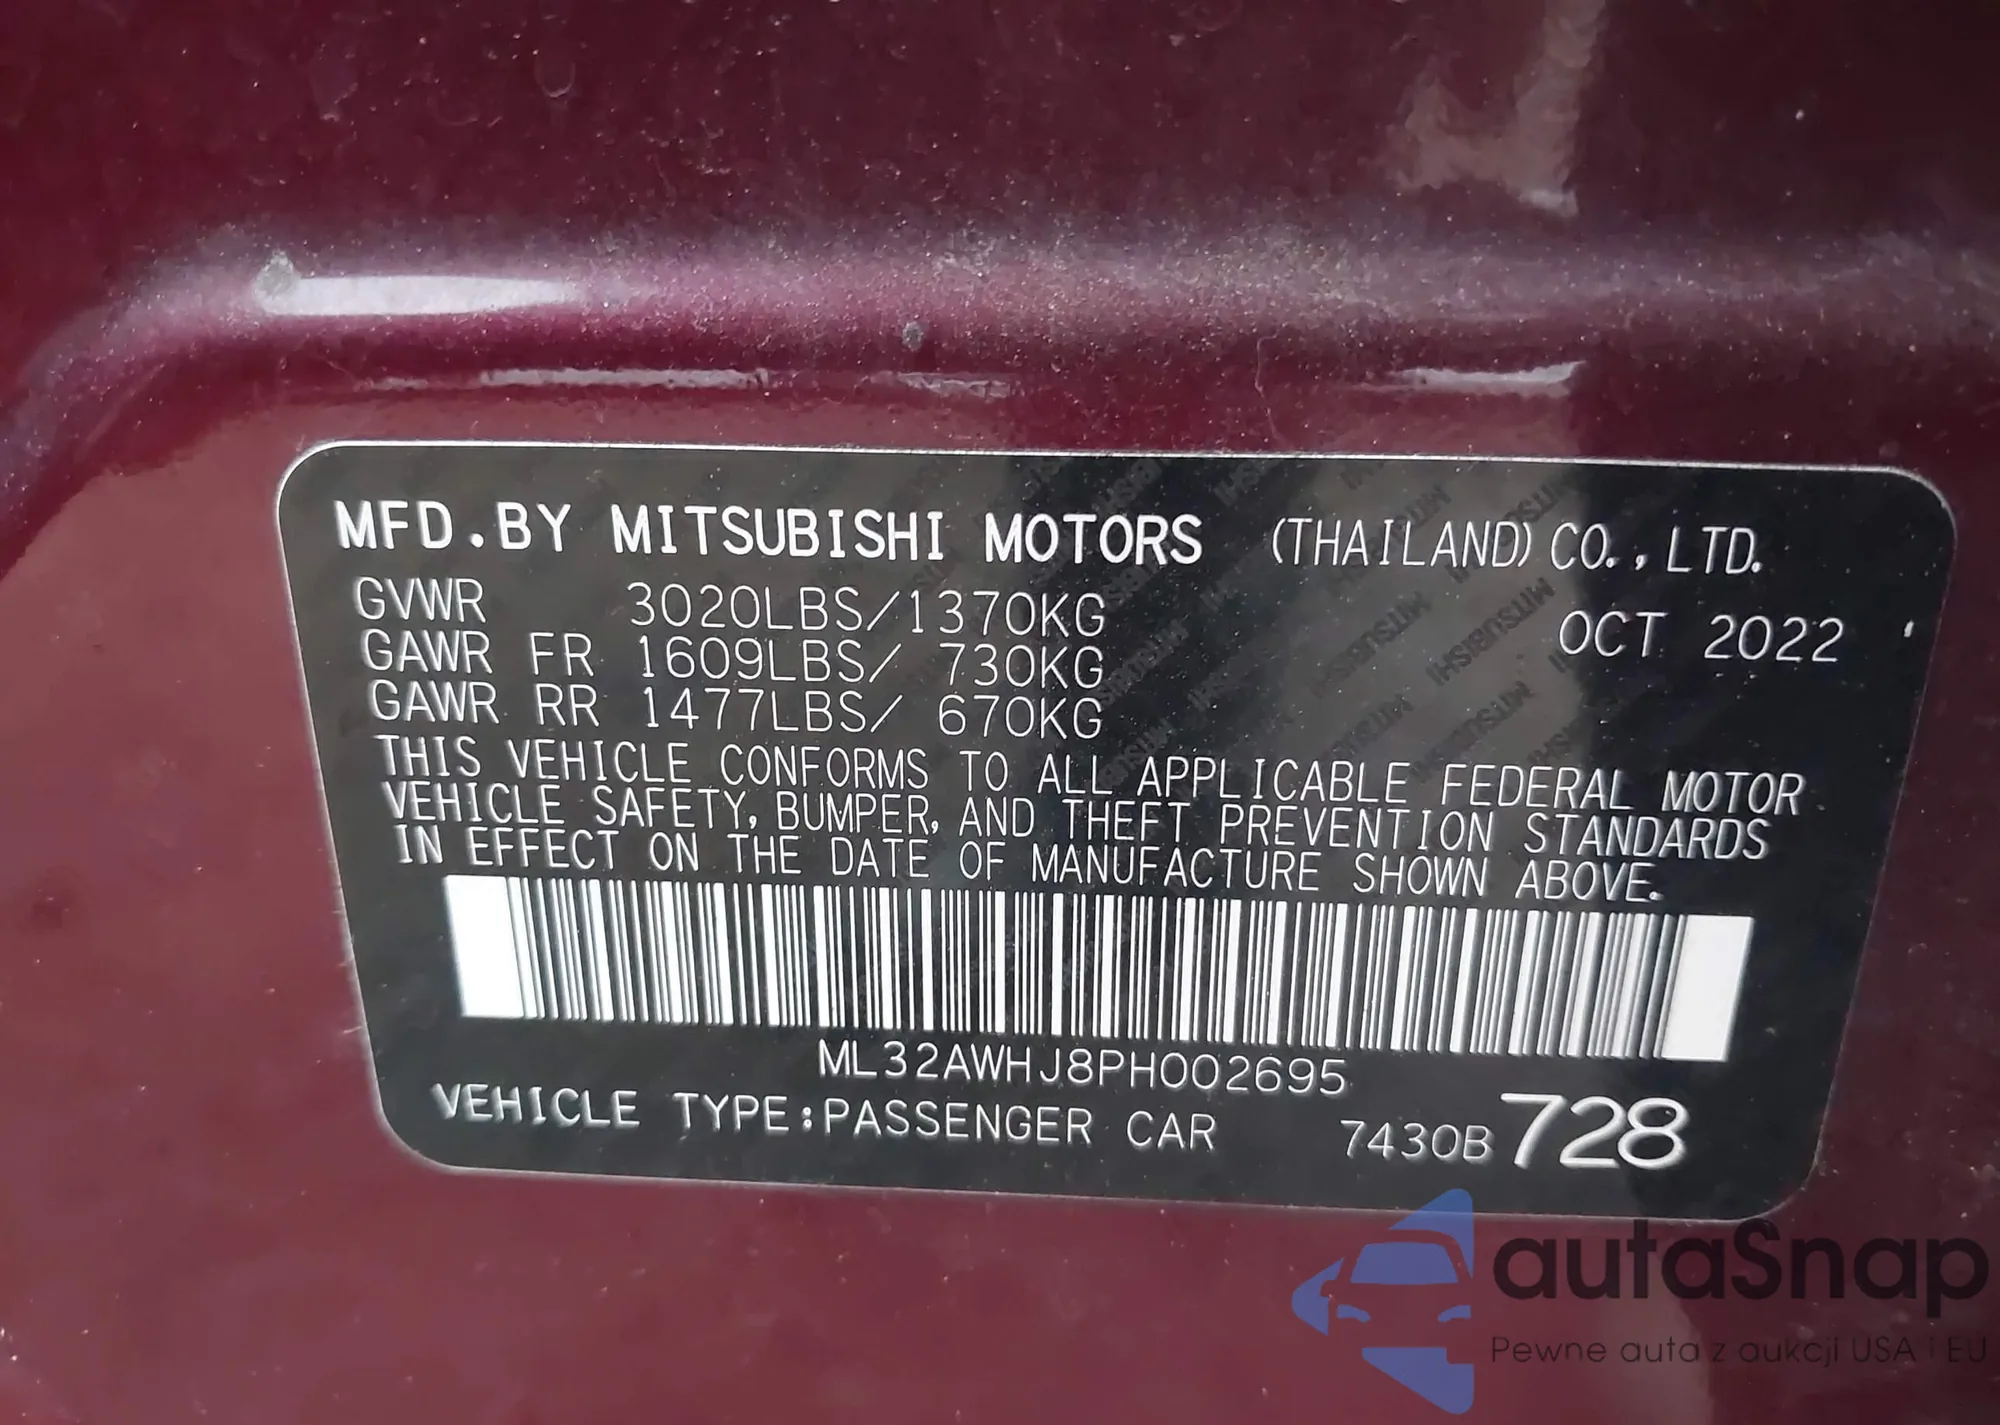 MFD.BY MITSUBISHI MOTORS (THAILAND) CO.,LTD.
GVWR 3020LBS/1370KG OCT 2022
GAWR FR 1609LBS/ 730KG
GAWR RR 1477LBS/ 670KG
THIS VEHICLE CONFORMS TO ALL APPLICABLE FEDERAL MOTOR
VEHICLE SAFETY, BUMPER, AND THEFT PREVENTION STANDARDS
IN EFFECT ON THE DATE OF MANUFACTURE SHOWN ABOVE.
ML32AWHJ8PH002695
VEHICLE TYPE:PASSENGER CAR 7430B728
autaSnap
Pewne auta z aukcji USA i EU